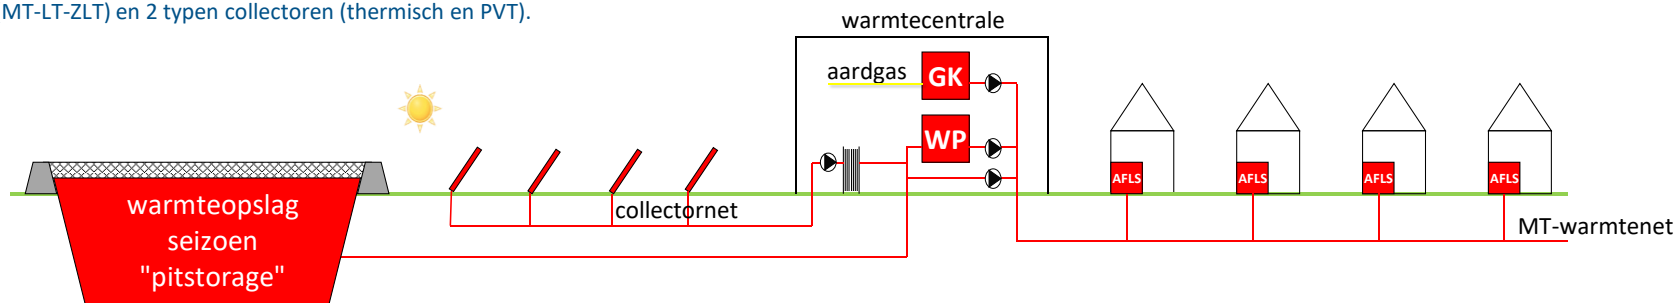 MT-LT-ZLT) en 2 typen collectoren (thermisch en PVT).
warmtecentrale
aardgas
GK
WP
AFLS
AFLS
AFLS
AFLS
warmteopslag
seizoen
"pitstorage"
collectornet
MT-warmtenet